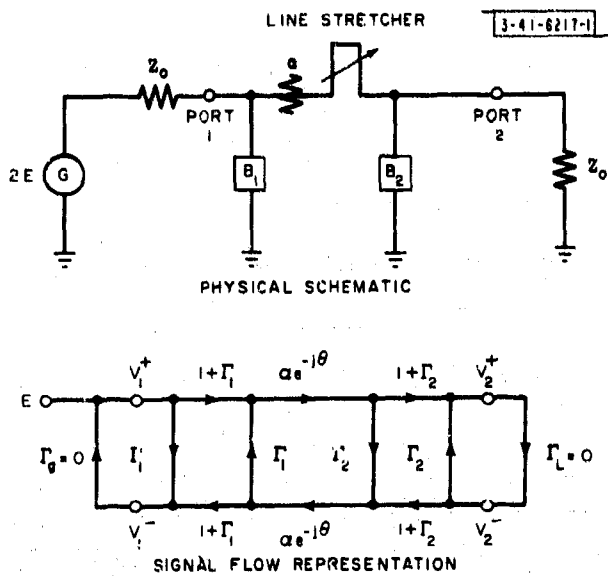 LINE STRETCHER
3-41-6217-1
Z₀
α
PORT 1
PORT 2
2E
G
B₁
B₂
Z₀
PHYSICAL SCHEMATIC
V₁⁺
1+Γ₁
αe⁻ʲᶿ
1+Γ₂
V₂⁺
E
Γg = 0
Γ₁
Γ₁
Γ₂
Γ₂
ΓL = 0
V₁⁻
1+Γ₁
αe⁻ʲᶿ
1+Γ₂
V₂⁻
SIGNAL FLOW REPRESENTATION